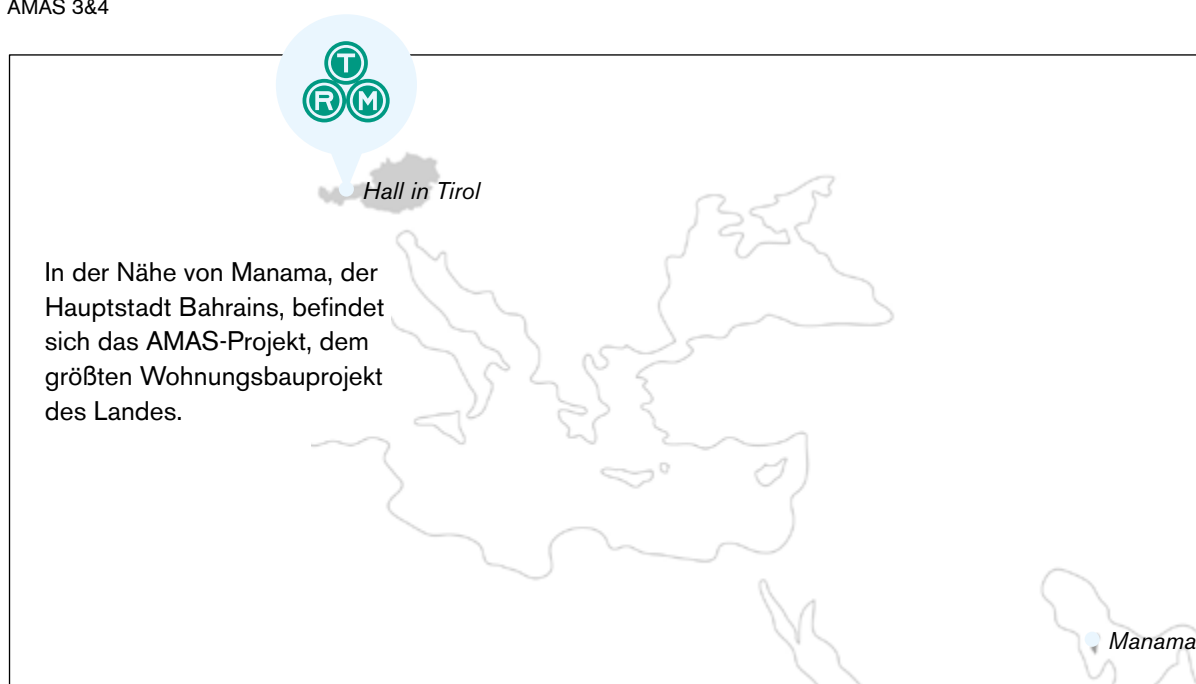 AMAS 3&4
T
R M
Hall in Tirol
In der Nähe von Manama, der
Hauptstadt Bahrains, befindet
sich das AMAS-Projekt, dem
größten Wohnungsbauprojekt
des Landes.
Manama